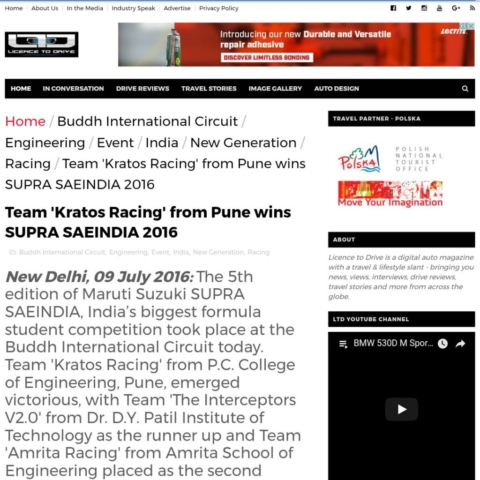 Home About Us In the Media Industry Speak Advertise Privacy Policy
LICENCE TO DRIVE
Introducing our new Durable and Versatile
repair adhesive
DISCOVER LIMITLESS BONDING
LOCTITE
HOME IN CONVERSATION DRIVE REVIEWS TRAVEL STORIES IMAGE GALLERY AUTO DESIGN
Home / Buddh International Circuit /
Engineering / Event / India / New Generation /
Racing / Team 'Kratos Racing' from Pune wins
SUPRA SAEINDIA 2016
Team 'Kratos Racing' from Pune wins
SUPRA SAEINDIA 2016
Buddh International Circuit, Engineering, Event, India, New Generation, Racing
New Delhi, 09 July 2016: The 5th
edition of Maruti Suzuki SUPRA
SAEINDIA, India's biggest formula
student competition took place at the
Buddh International Circuit today.
Team 'Kratos Racing' from P.C. College
of Engineering, Pune, emerged
victorious, with Team 'The Interceptors
V2.0' from Dr. D.Y. Patil Institute of
Technology as the runner up and Team
'Amrita Racing' from Amrita School of
Engineering placed as the second
TRAVEL PARTNER - POLSKA
POLSKA
POLISH
NATIONAL
TOURIST
OFFICE
Move Your Imagination
ABOUT
Licence to Drive is a digital auto magazine
with a travel & lifestyle slant - bringing you
news, views, interviews, drive reviews,
travel stories and more from across the
globe.
LTD YOUTUBE CHANNEL
BMW 530D M Spor...